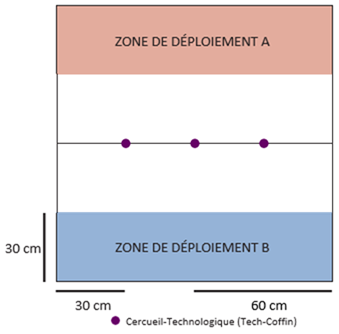 ZONE DE DÉPLOIEMENT A
30 cm
ZONE DE DÉPLOIEMENT B
30 cm
60 cm
Cercueil-Technologique (Tech-Coffin)